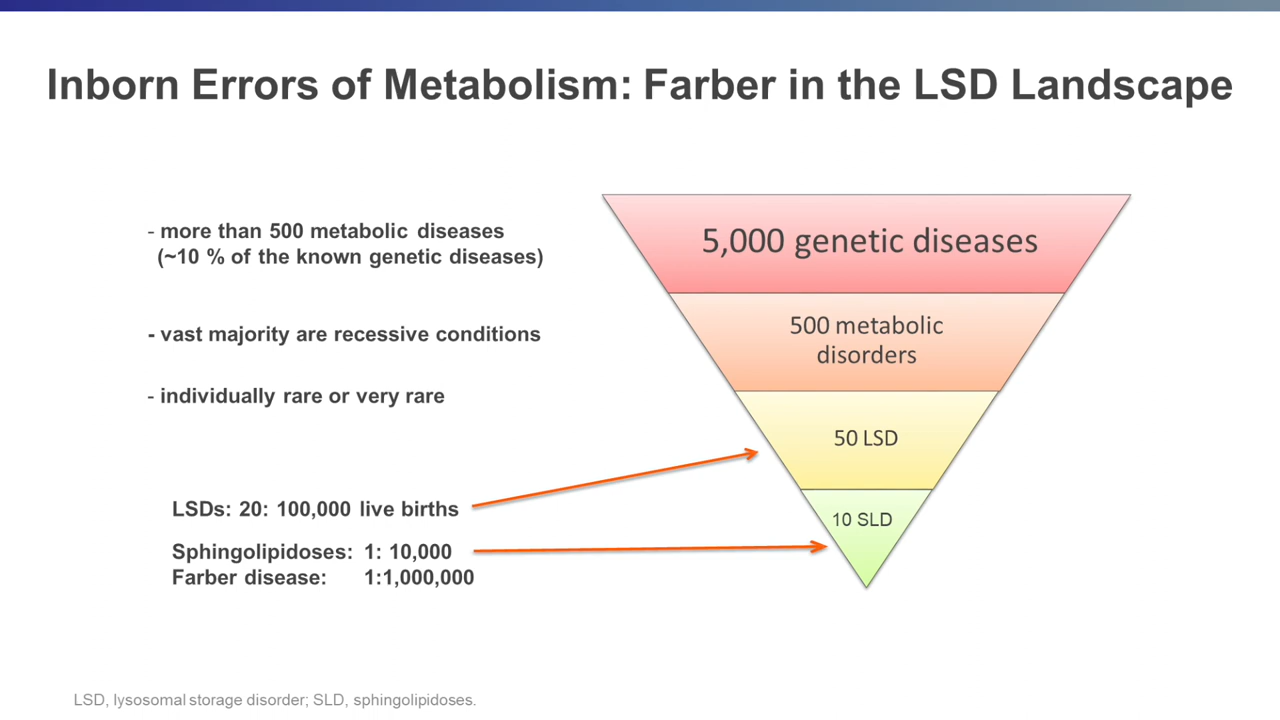 Inborn Errors of Metabolism: Farber in the LSD Landscape
- more than 500 metabolic diseases
(~10 % of the known genetic diseases)
- vast majority are recessive conditions
- individually rare or very rare
LSDs: 20: 100,000 live births
Sphingolipidoses: 1: 10,000
Farber disease: 1:1,000,000
5,000 genetic diseases
500 metabolic
disorders
50 LSD
10 SLD
LSD, lysosomal storage disorder; SLD, sphingolipidoses.